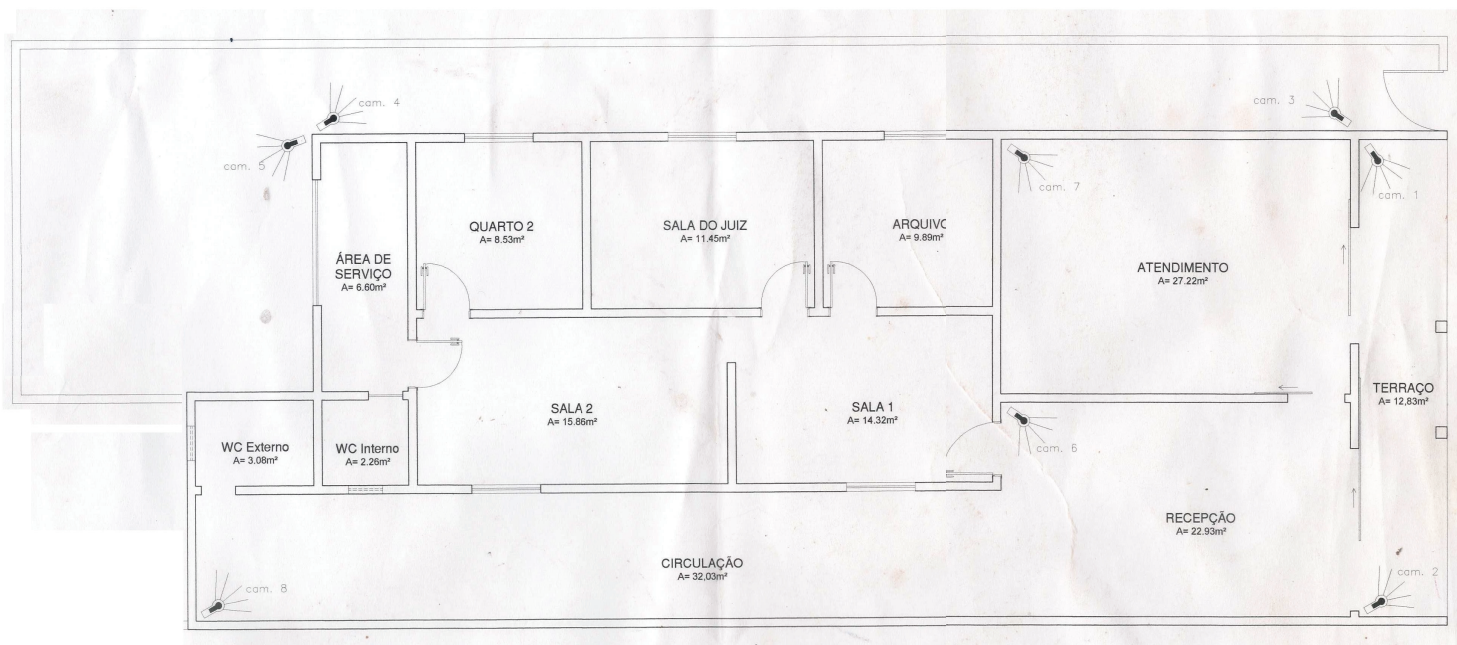 cam. 4
cam. 3
cam. 5
cam. 7
cam. 1
QUARTO 2
A= 8.53m²
SALA DO JUIZ
A= 11.45m²
ARQUIVO
A= 9.89m²
ÁREA DE
SERVIÇO
A= 6.60m²
ATENDIMENTO
A= 27.22m²
TERRAÇO
A= 12,83m²
SALA 2
A= 15.86m²
SALA 1
A= 14.32m²
WC Externo
A= 3.08m²
WC Interno
A= 2.26m²
cam. 6
RECEPÇÃO
A= 22.93m²
CIRCULAÇÃO
A= 32,03m²
cam. 8
cam. 2